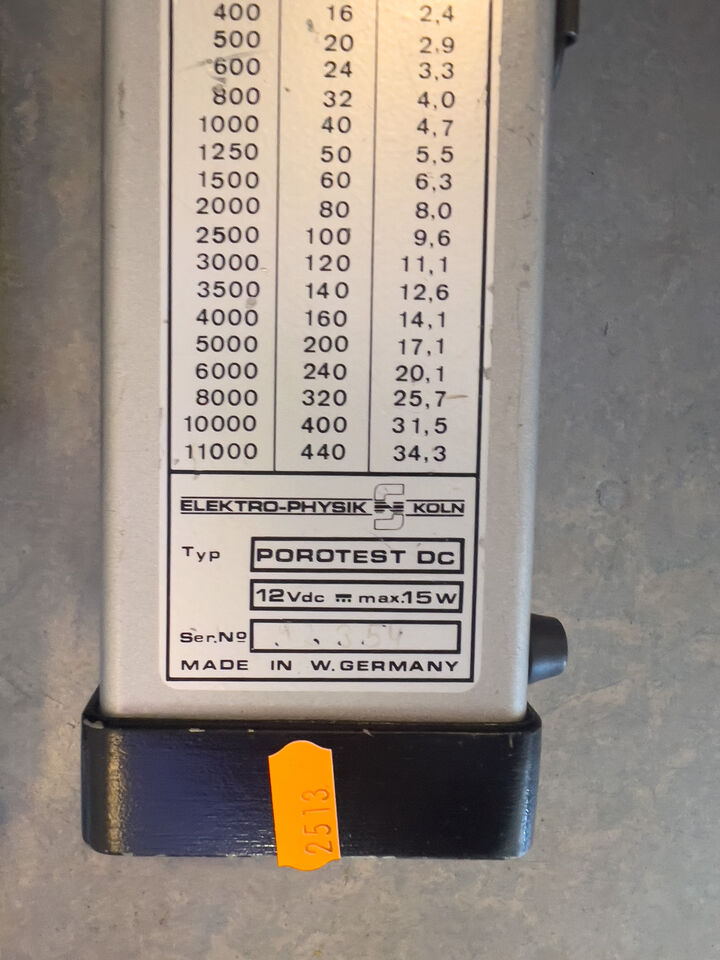 400 16 2,4
500 20 2,9
600 24 3,3
800 32 4,0
1000 40 4,7
1250 50 5,5
1500 60 6,3
2000 80 8,0
2500 100 9,6
3000 120 11,1
3500 140 12,6
4000 160 14,1
5000 200 17,1
6000 240 20,1
8000 320 25,7
10000 400 31,5
11000 440 34,3
ELEKTRO-PHYSIK KÖLN
Typ POROTEST DC
12Vdc ⎓ max.15W
Ser.Nº
MADE IN W.GERMANY
2513